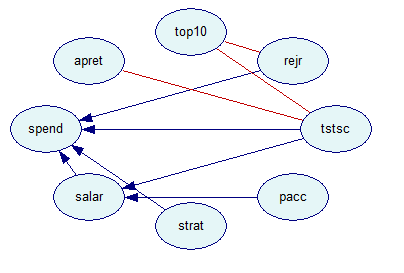 top10
apret
rejr
spend
tstsc
salar
pacc
strat